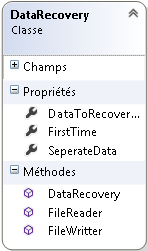 DataRecovery
Classe
Champs
Propriétés
DataToRecover...
FirstTime
SeperateData
Méthodes
DataRecovery
FileReader
FileWritter